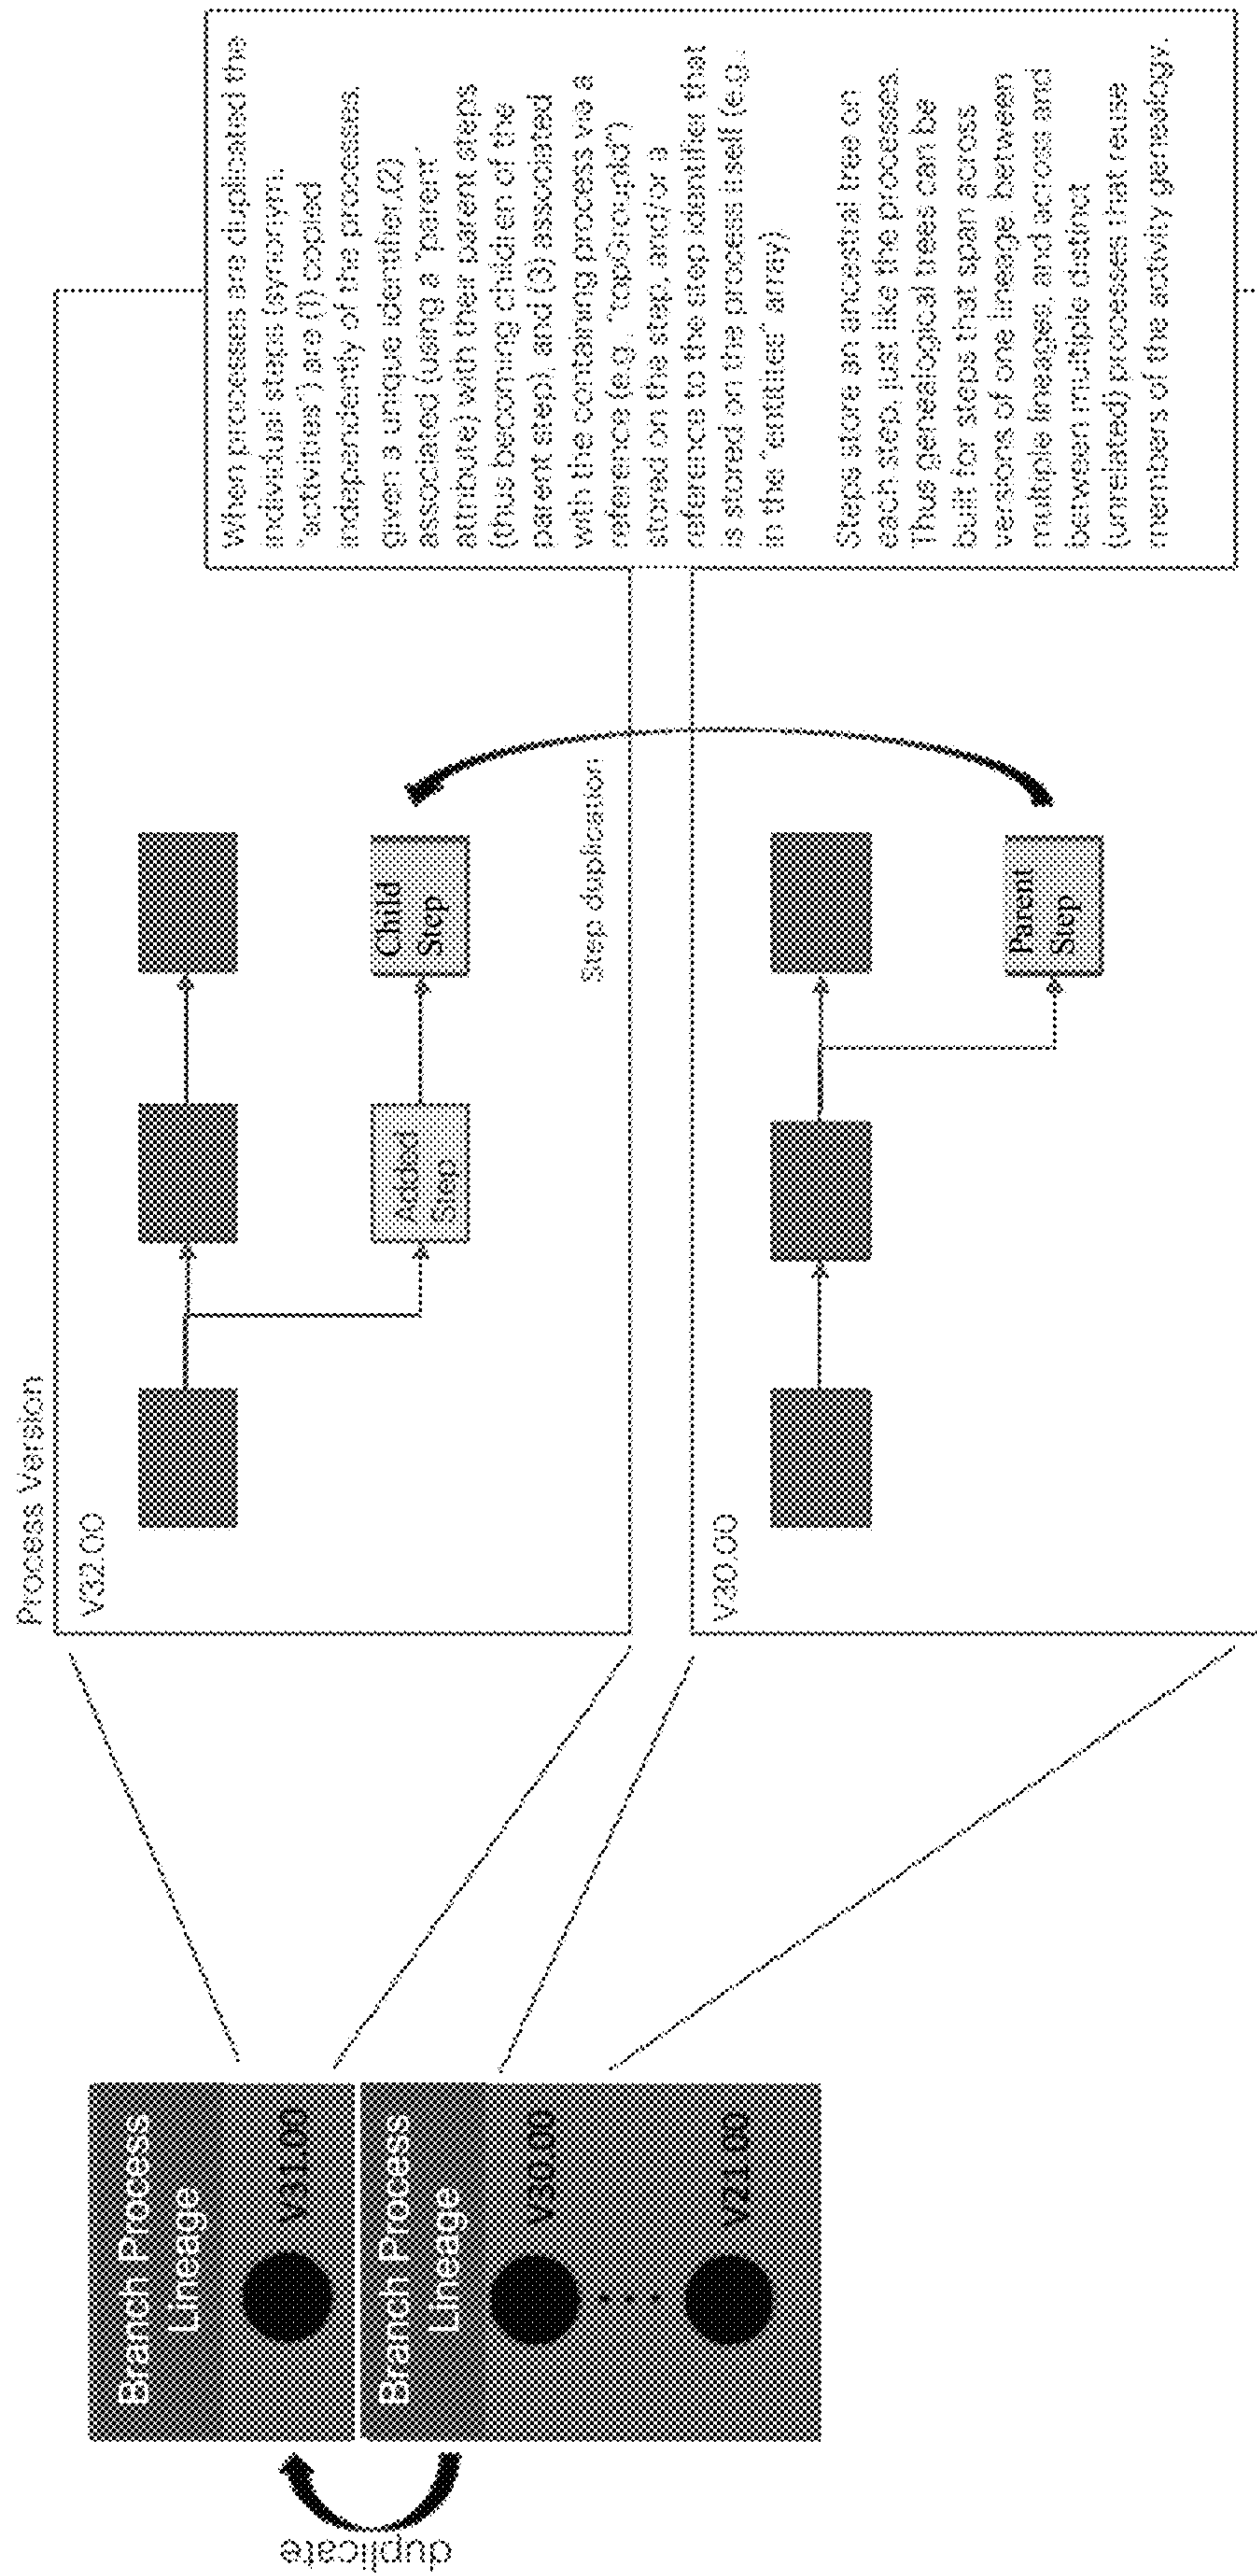 duplicate
Branch Process
Lineage
V31.00
Branch Process
Lineage
V30.00
V21.00
Process Version
V32.00
Added
Step
Child
Step
Step duplication
V30.00
Parent
Step
When processes are duplicated the
individual steps (synonym:
"activities") are (1) copied
independently of the processes,
given a unique identifier, (2)
associated (using a "parent"
attribute) with their parent steps
(thus becoming children of the
parent step), and (3) associated
with the containing process via a
reference (e.g., "topGroupId")
stored on the step, and/or a
reference to the step identifier that
is stored on the process itself (e.g.,
in the "entities" array).
Steps store an ancestral tree on
each step, just like the processes.
Thus genealogical trees can be
built for steps that span across
versions of one lineage, between
multiple lineages, and across and
between multiple distinct
(unrelated) processes that reuse
members of the activity genealogy.